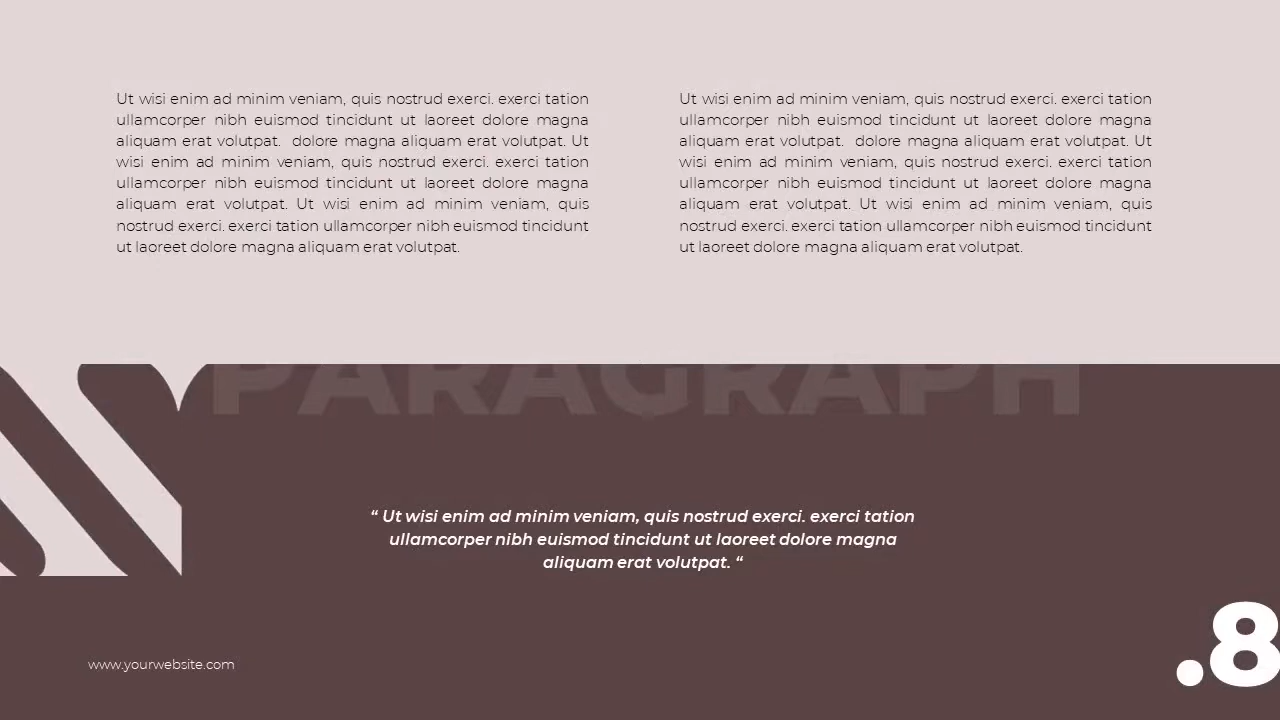 Ut wisi enim ad minim veniam, quis nostrud exerci. exerci tation
ullamcorper nibh euismod tincidunt ut laoreet dolore magna
aliquam erat volutpat.  dolore magna aliquam erat volutpat. Ut
wisi enim ad minim veniam, quis nostrud exerci. exerci tation
ullamcorper nibh euismod tincidunt ut laoreet dolore magna
aliquam erat volutpat. Ut wisi enim ad minim veniam, quis
nostrud exerci. exerci tation ullamcorper nibh euismod tincidunt
ut laoreet dolore magna aliquam erat volutpat.
Ut wisi enim ad minim veniam, quis nostrud exerci. exerci tation
ullamcorper nibh euismod tincidunt ut laoreet dolore magna
aliquam erat volutpat.  dolore magna aliquam erat volutpat. Ut
wisi enim ad minim veniam, quis nostrud exerci. exerci tation
ullamcorper nibh euismod tincidunt ut laoreet dolore magna
aliquam erat volutpat. Ut wisi enim ad minim veniam, quis
nostrud exerci. exerci tation ullamcorper nibh euismod tincidunt
ut laoreet dolore magna aliquam erat volutpat.
PARAGRAPH
“ Ut wisi enim ad minim veniam, quis nostrud exerci. exerci tation
ullamcorper nibh euismod tincidunt ut laoreet dolore magna
aliquam erat volutpat. “
www.yourwebsite.com
.8